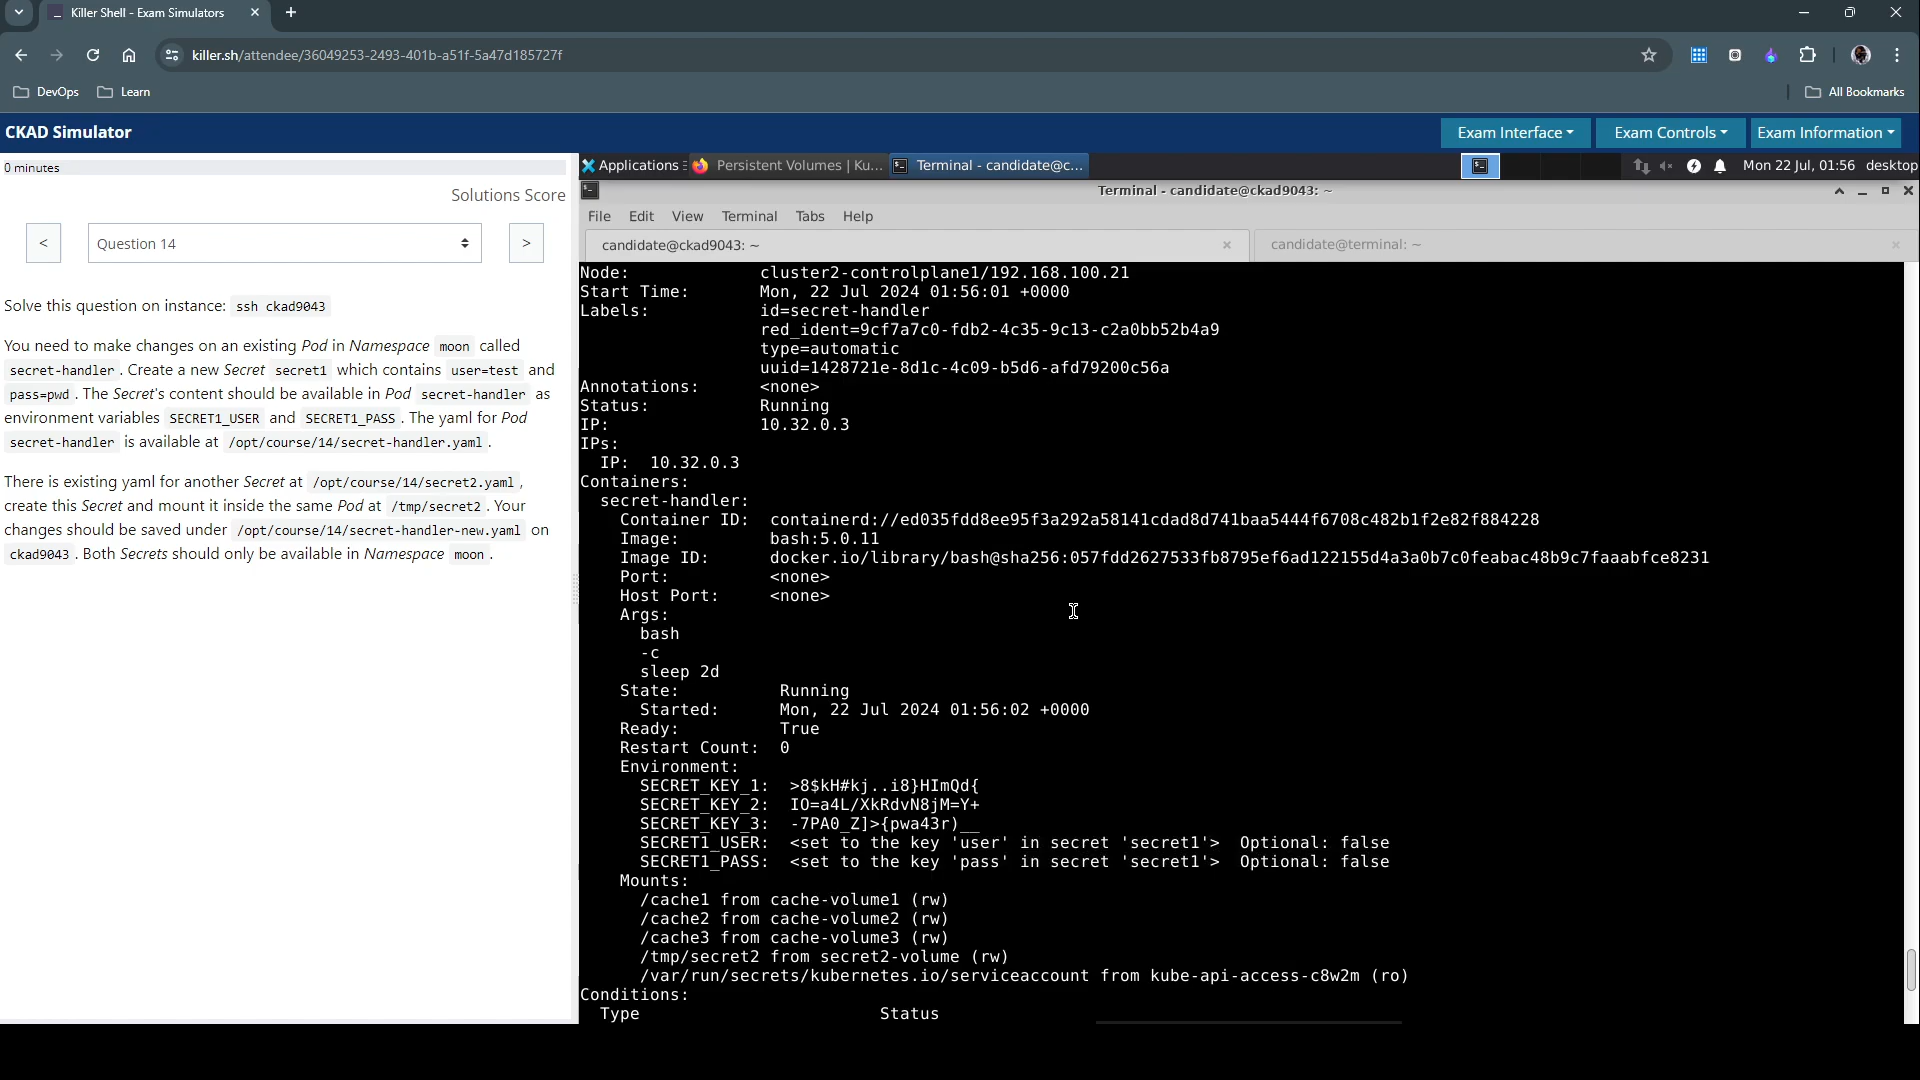 Killer Shell - Exam Simulators
killer.sh/attendee/36049253-2493-401b-a51f-5a47d185727f
DevOps
Learn
All Bookmarks
CKAD Simulator
Exam Interface
Exam Controls
Exam Information
0 minutes
Solutions Score
<
Question 14
>
Solve this question on instance: ssh ckad9043
You need to make changes on an existing Pod in Namespace moon called
secret-handler . Create a new Secret secret1 which contains user=test and
pass=pwd . The Secret's content should be available in Pod secret-handler as
environment variables SECRET1_USER and SECRET1_PASS . The yaml for Pod
secret-handler is available at /opt/course/14/secret-handler.yaml .
There is existing yaml for another Secret at /opt/course/14/secret2.yaml ,
create this Secret and mount it inside the same Pod at /tmp/secret2 . Your
changes should be saved under /opt/course/14/secret-handler-new.yaml on
ckad9043 . Both Secrets should only be available in Namespace moon .
Applications
Persistent Volumes | Ku...
Terminal - candidate@c...
Mon 22 Jul, 01:56
desktop
Terminal - candidate@ckad9043: ~
File Edit View Terminal Tabs Help
candidate@ckad9043: ~
candidate@terminal: ~
Node: cluster2-controlplane1/192.168.100.21
Start Time: Mon, 22 Jul 2024 01:56:01 +0000
Labels: id=secret-handler
red_ident=9cf7a7c0-fdb2-4c35-9c13-c2a0bb52b4a9
type=automatic
uuid=1428721e-8d1c-4c09-b5d6-afd79200c56a
Annotations: <none>
Status: Running
IP: 10.32.0.3
IPs:
IP: 10.32.0.3
Containers:
secret-handler:
Container ID: containerd://ed035fdd8ee95f3a292a58141cdad8d741baa5444f6708c482b1f2e82f884228
Image: bash:5.0.11
Image ID: docker.io/library/bash@sha256:057fdd2627533fb8795ef6ad122155d4a3a0b7c0feabac48b9c7faaabfce8231
Port: <none>
Host Port: <none>
Args:
bash
-c
sleep 2d
State: Running
Started: Mon, 22 Jul 2024 01:56:02 +0000
Ready: True
Restart Count: 0
Environment:
SECRET_KEY_1: >8$kH#kj..i8}HImQd{
SECRET_KEY_2: IO=a4L/XkRdvN8jM=Y+
SECRET_KEY_3: -7PA0_Z]>{pwa43r)__
SECRET1_USER: <set to the key 'user' in secret 'secret1'> Optional: false
SECRET1_PASS: <set to the key 'pass' in secret 'secret1'> Optional: false
Mounts:
/cache1 from cache-volume1 (rw)
/cache2 from cache-volume2 (rw)
/cache3 from cache-volume3 (rw)
/tmp/secret2 from secret2-volume (rw)
/var/run/secrets/kubernetes.io/serviceaccount from kube-api-access-c8w2m (ro)
Conditions:
Type Status